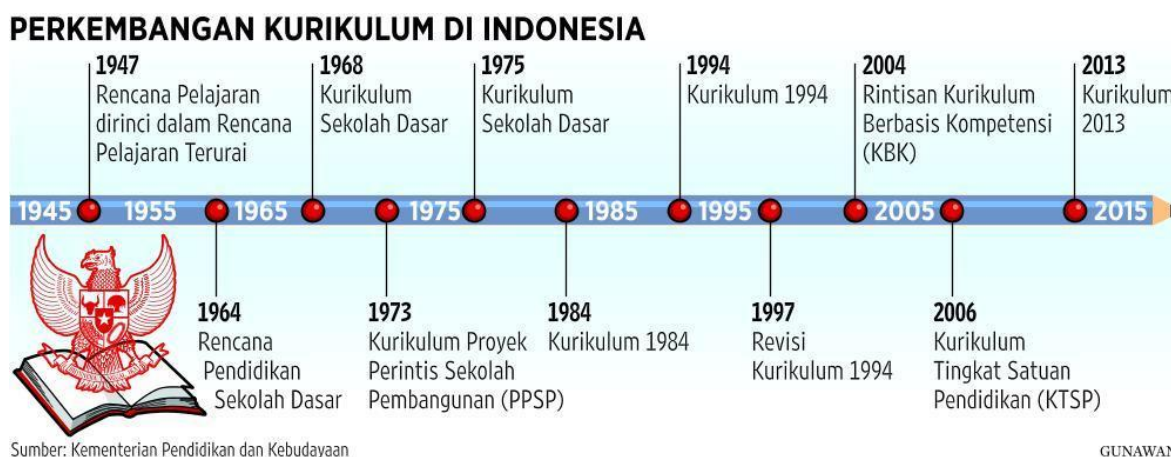 PERKEMBANGAN KURIKULUM DI INDONESIA
1947
Rencana Pelajaran
dirinci dalam Rencana
Pelajaran Terurai
1968
Kurikulum
Sekolah Dasar
1975
Kurikulum
Sekolah Dasar
1994
Kurikulum 1994
2004
Rintisan Kurikulum
Berbasis Kompetensi
(KBK)
2013
Kurikulum
2013
1945 1955 1965 1975 1985 1995 2005 2015
1964
Rencana
Pendidikan
Sekolah Dasar
1973
Kurikulum Proyek
Perintis Sekolah
Pembangunan (PPSP)
1984
Kurikulum 1984
1997
Revisi
Kurikulum 1994
2006
Kurikulum
Tingkat Satuan
Pendidikan (KTSP)
Sumber: Kementerian Pendidikan dan Kebudayaan
GUNAWAN